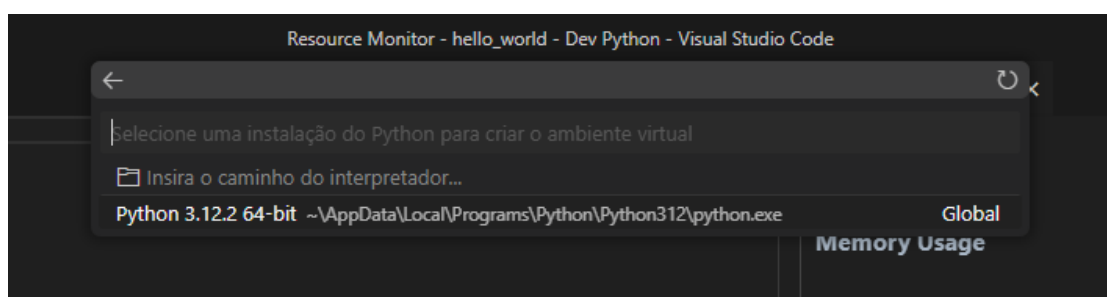 Resource Monitor - hello_world - Dev Python - Visual Studio Code
Selecione uma instalação do Python para criar o ambiente virtual
Insira o caminho do interpretador...
Python 3.12.2 64-bit ~\AppData\Local\Programs\Python\Python312\python.exe Global
Memory Usage